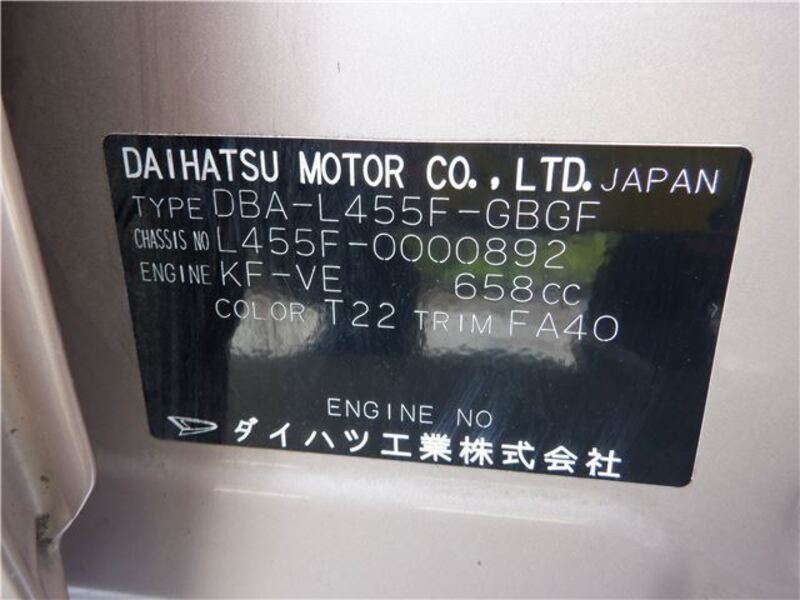 DAIHATSU MOTOR CO., LTD. JAPAN
TYPE DBA-L455F-GBGF
CHASSIS NO L455F-0000892
ENGINE KF-VE 658CC
COLOR T22 TRIM FA40
ENGINE NO
ダイハツ工業株式会社